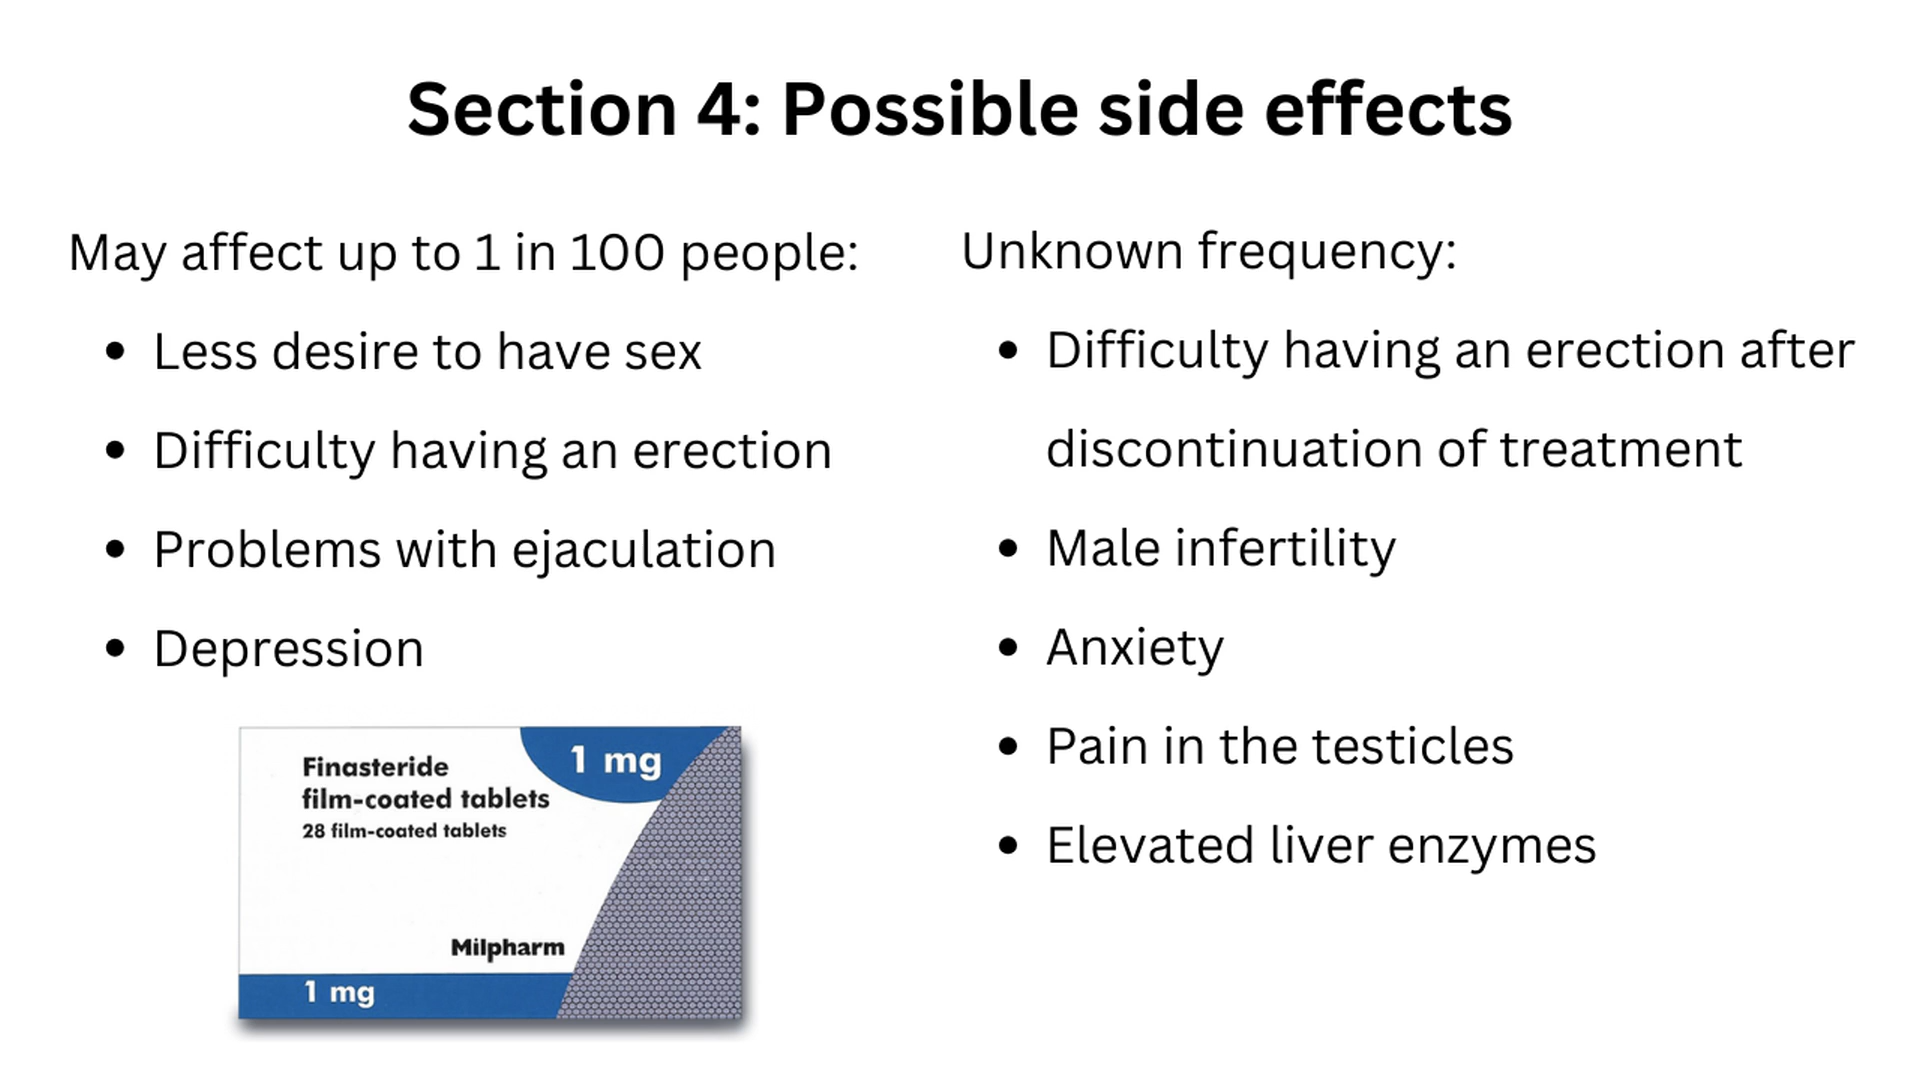 Section 4: Possible side effects
May affect up to 1 in 100 people:
• Less desire to have sex
• Difficulty having an erection
• Problems with ejaculation
• Depression
Finasteride
film-coated tablets
28 film-coated tablets
1 mg
Milpharm
1 mg
Unknown frequency:
• Difficulty having an erection after
discontinuation of treatment
• Male infertility
• Anxiety
• Pain in the testicles
• Elevated liver enzymes